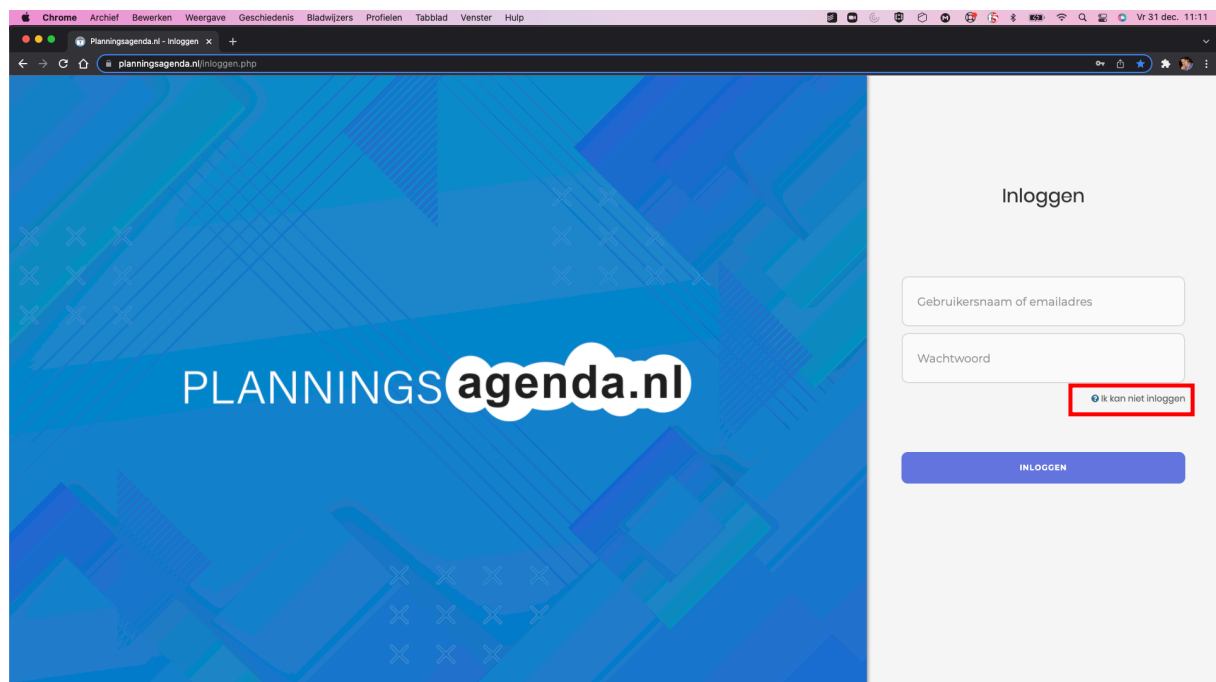 Chrome Archief Bewerken Weergave Geschiedenis Bladwijzers Profielen Tabblad Venster Hulp Vr 31 dec. 11:11
Planningsagenda.nl - Inloggen
planningsagenda.nl/inloggen.php
Inloggen
Gebruikersnaam of emailadres
Wachtwoord
Ik kan niet inloggen
INLOGGEN
PLANNINGSagenda.nl